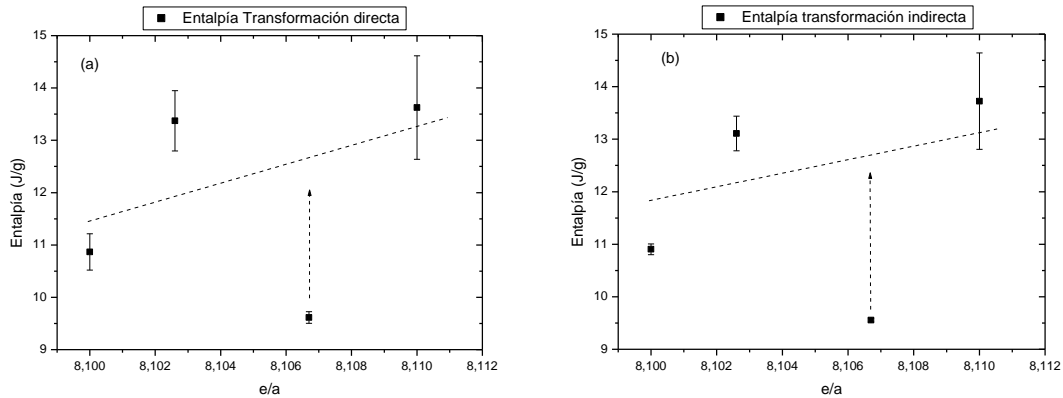 Entalpía Transformación directa
(a)
15
14
13
12
11
10
9
Entalpía (J/g)
8,100 8,102 8,104 8,106 8,108 8,110 8,112
e/a
Entalpía transformación indirecta
(b)
15
14
13
12
11
10
9
Entalpía (J/g)
8,100 8,102 8,104 8,106 8,108 8,110 8,112
e/a